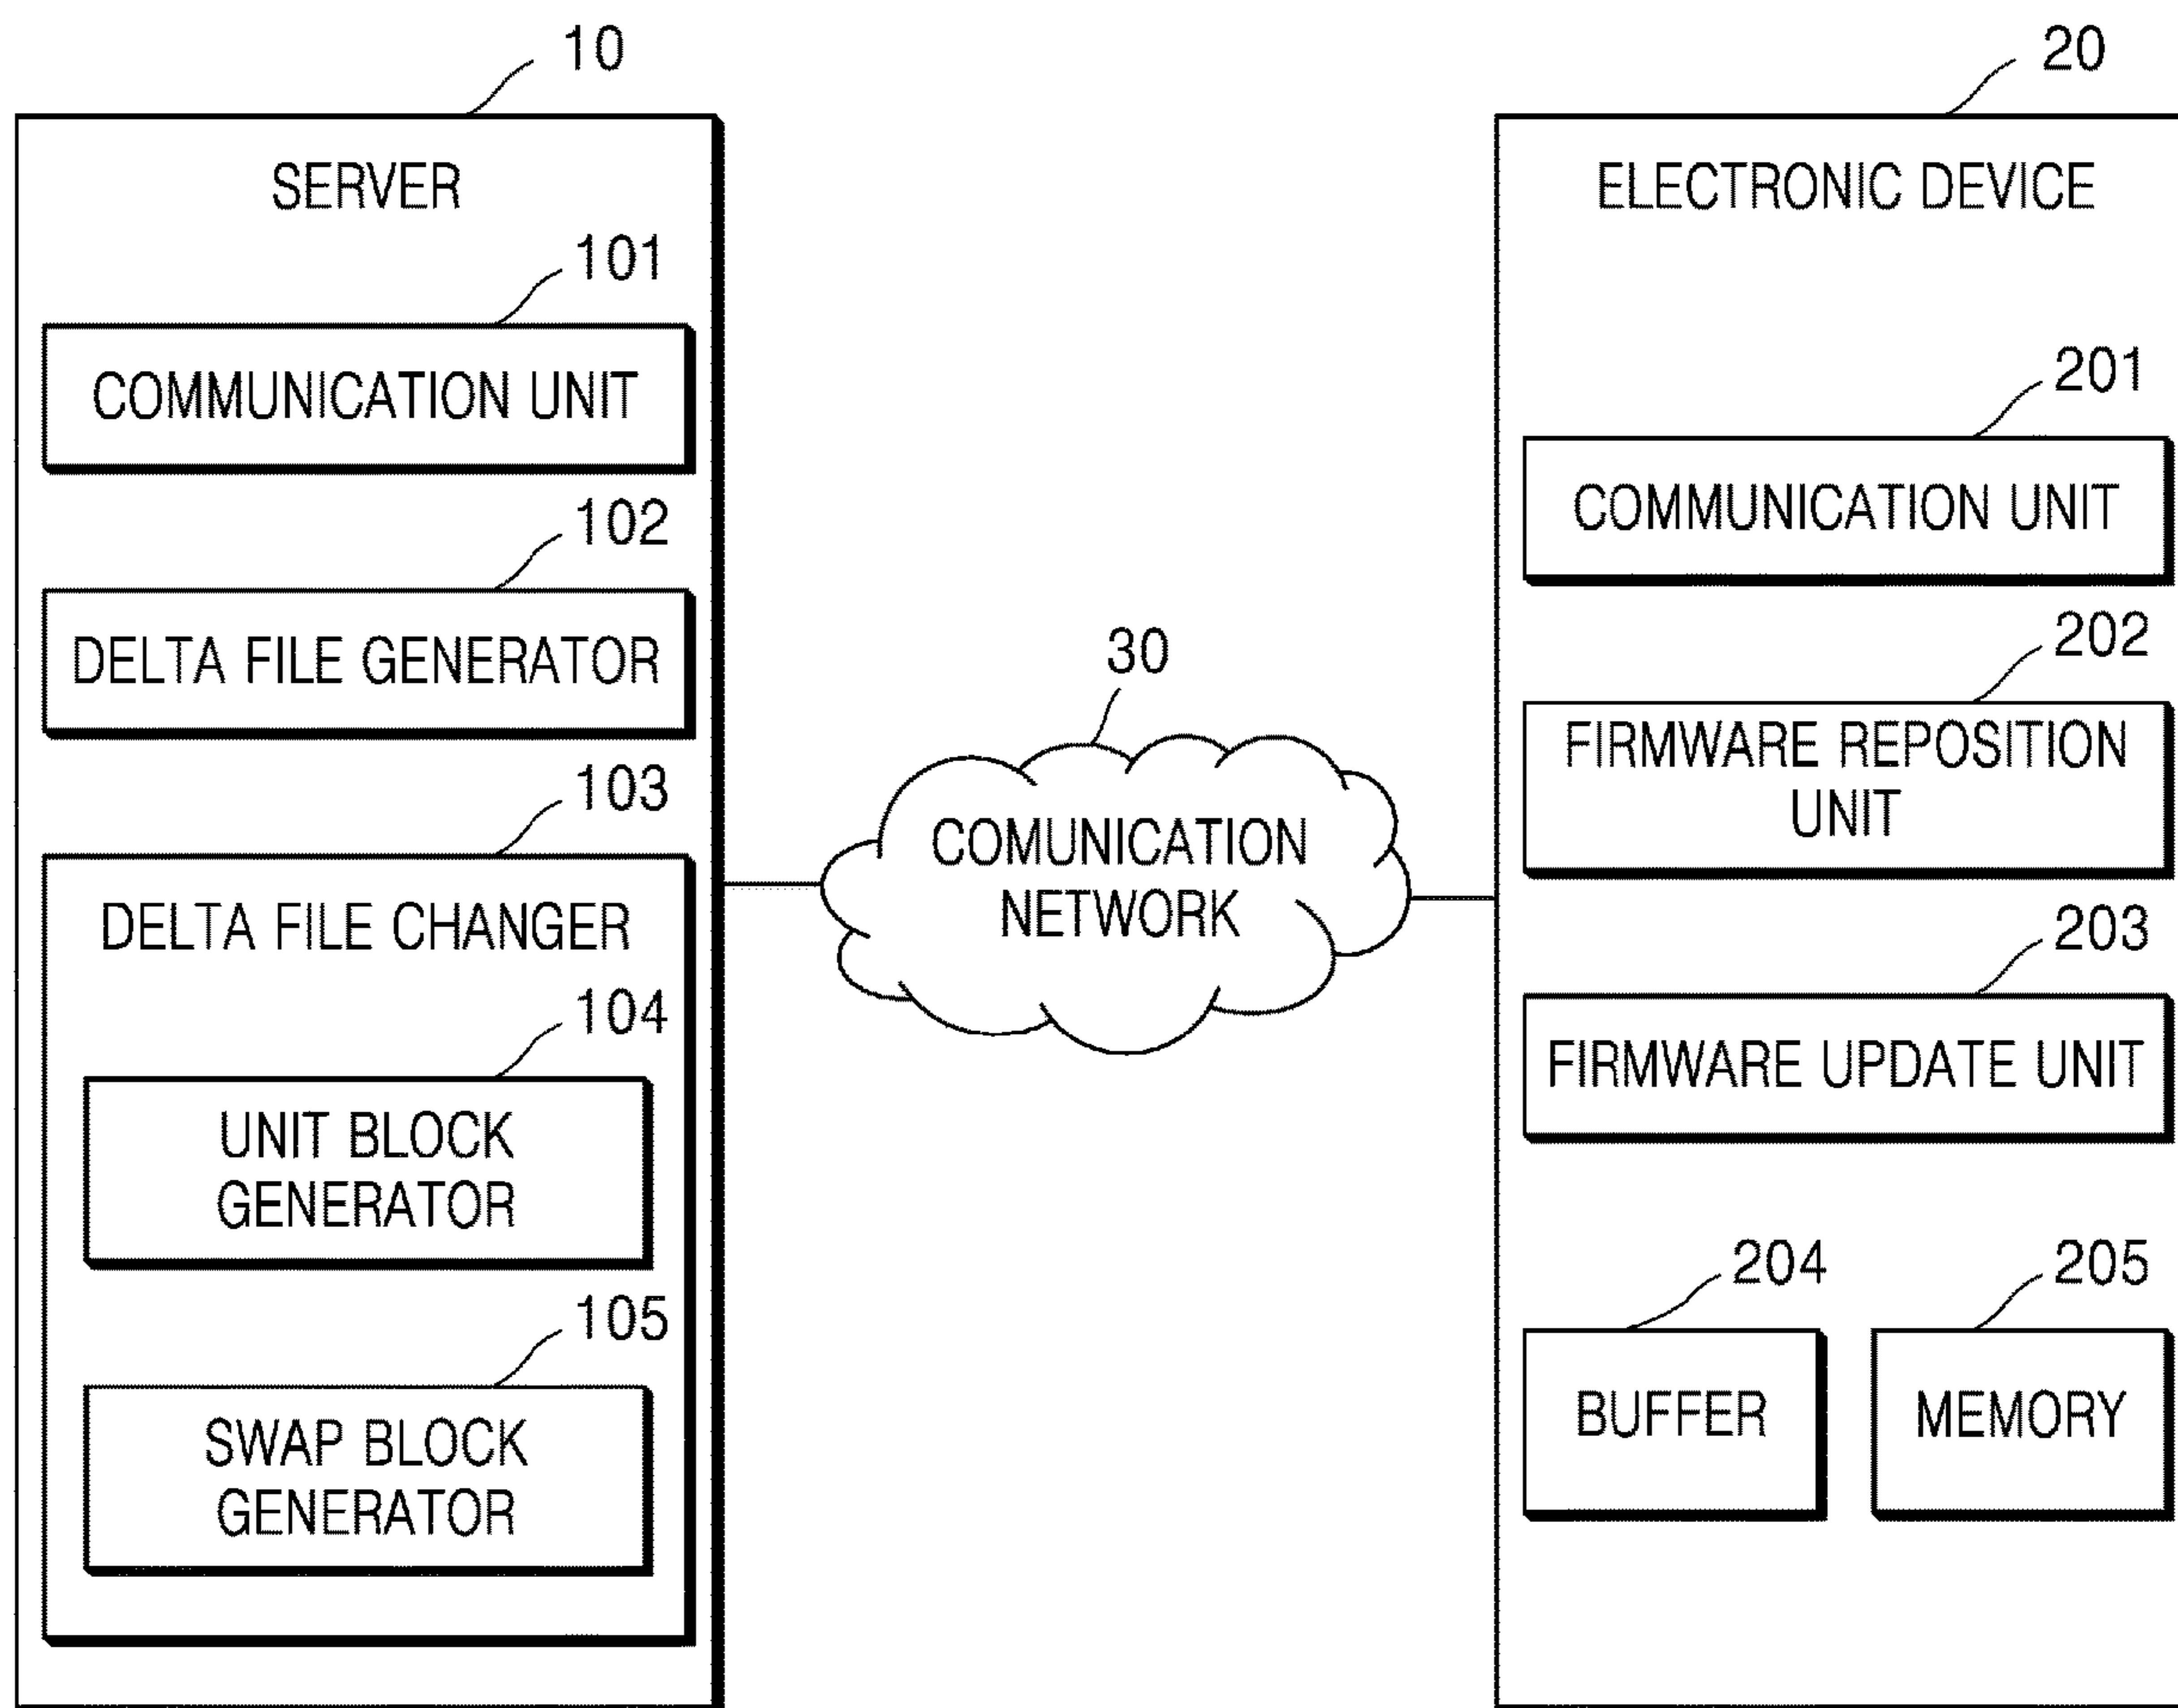 10
SERVER
101
COMMUNICATION UNIT
102
DELTA FILE GENERATOR
103
DELTA FILE CHANGER
104
UNIT BLOCK
GENERATOR
105
SWAP BLOCK
GENERATOR
30
COMUNICATION
NETWORK
20
ELECTRONIC DEVICE
201
COMMUNICATION UNIT
202
FIRMWARE REPOSITION
UNIT
203
FIRMWARE UPDATE UNIT
204
BUFFER
205
MEMORY